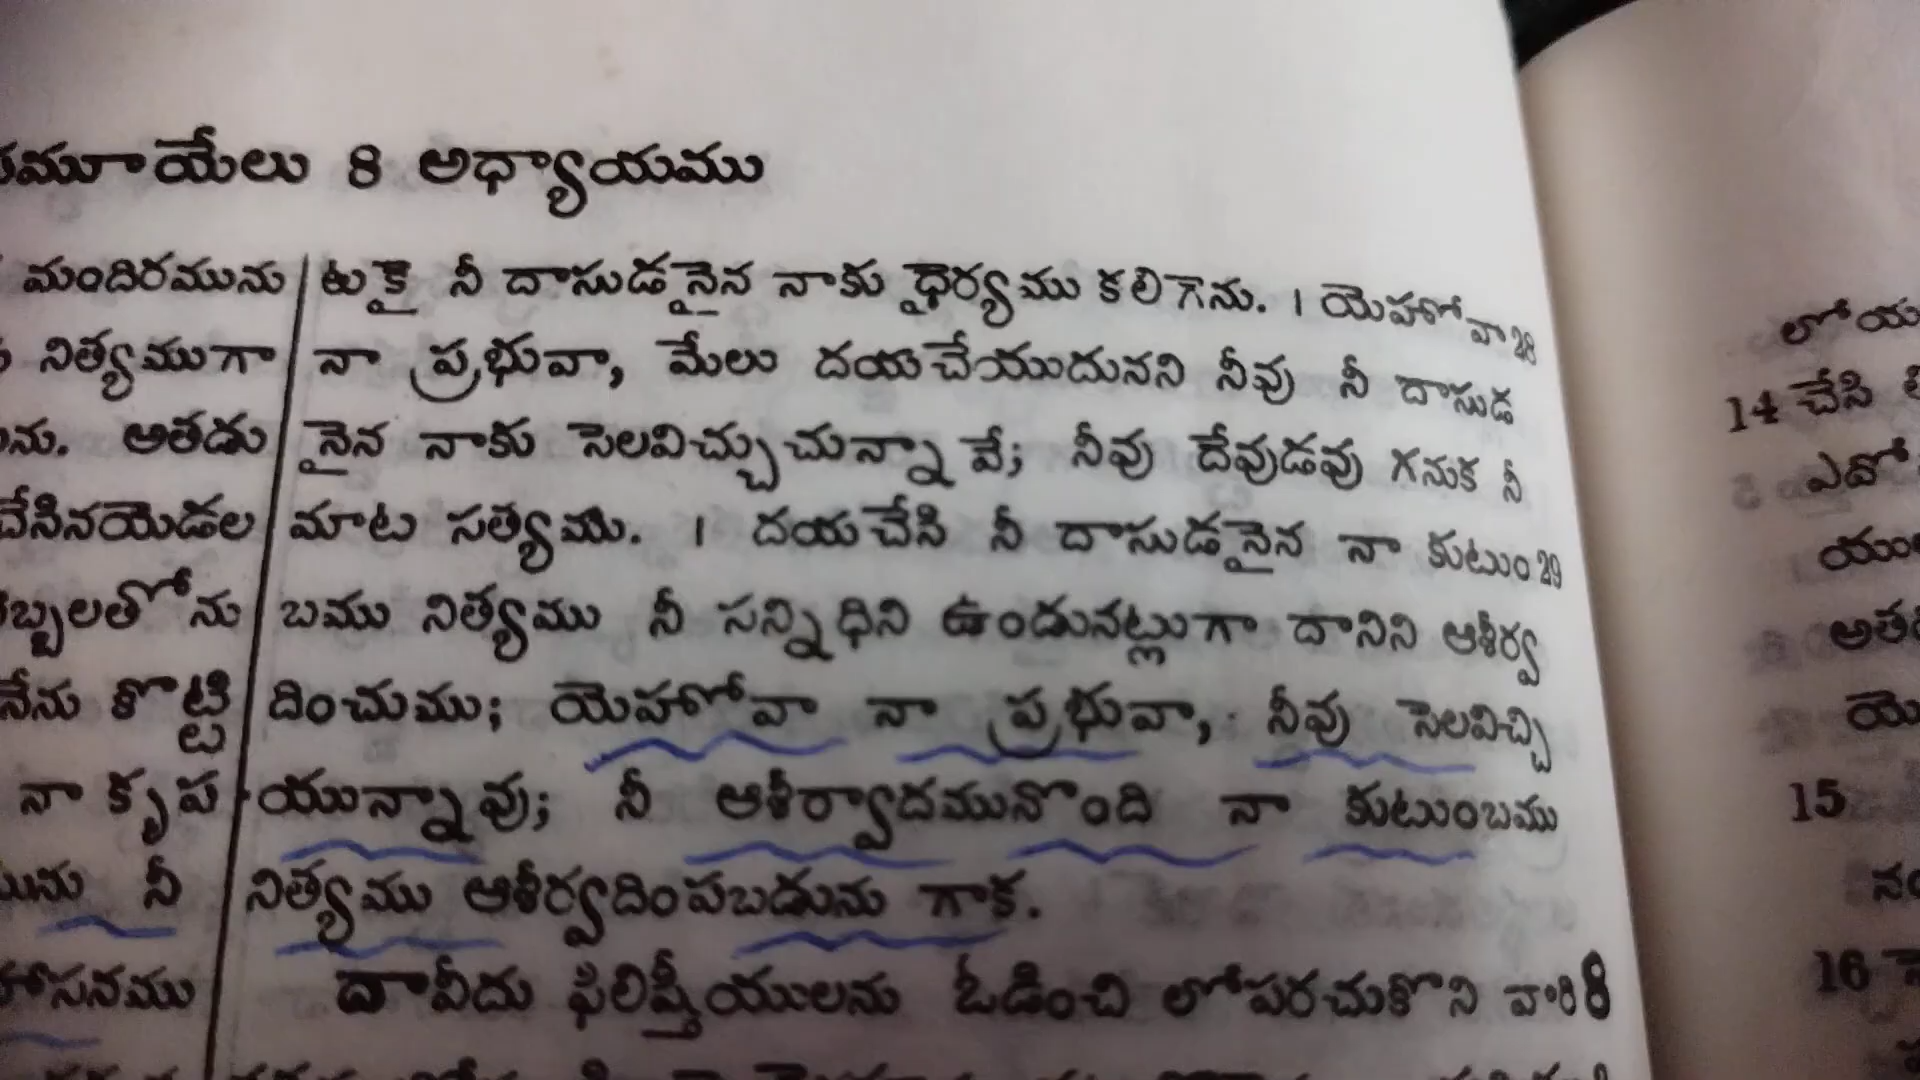 సమూయేలు 8 అధ్యాయము
మందిరమును
నిత్యముగా
అతడు
చేసినయెడల
నేను కొట్టి
నా కృప
నీ
టకై నీ దాసుడనైన నాకు ధైర్యము కలిగెను. । యెహోవా 28
నా ప్రభువా, మేలు దయచేయుదునని నీవు నీ దాసుడ
నైన నాకు సెలవిచ్చుచున్నావే; నీవు దేవుడవు గనుక నీ
మాట సత్యము. । దయచేసి నీ దాసుడనైన నా కుటుం 29
బము నిత్యము నీ సన్నిధిని ఉండునట్లుగా దానిని ఆశీర్వ
దించుము; యెహోవా నా ప్రభువా, నీవు సెలవిచ్చి
యున్నావు; నీ ఆశీర్వాదమునొంది నా కుటుంబము
నిత్యము ఆశీర్వదింపబడును గాక.
దావీదు ఫిలిష్తీయులను ఓడించి లోపరచుకొని వారి 8
14 చేసి
15
16